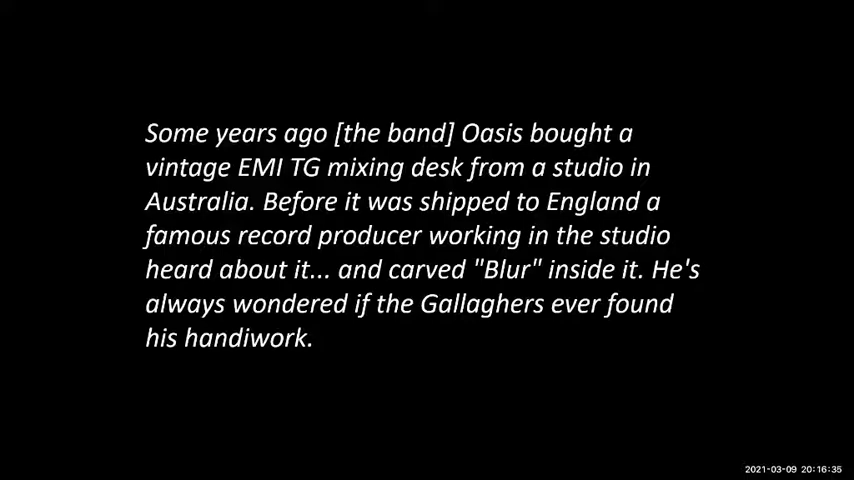 Some years ago [the band] Oasis bought a
vintage EMI TG mixing desk from a studio in
Australia. Before it was shipped to England a
famous record producer working in the studio
heard about it... and carved "Blur" inside it. He's
always wondered if the Gallaghers ever found
his handiwork.
2021-03-09 20:16:35